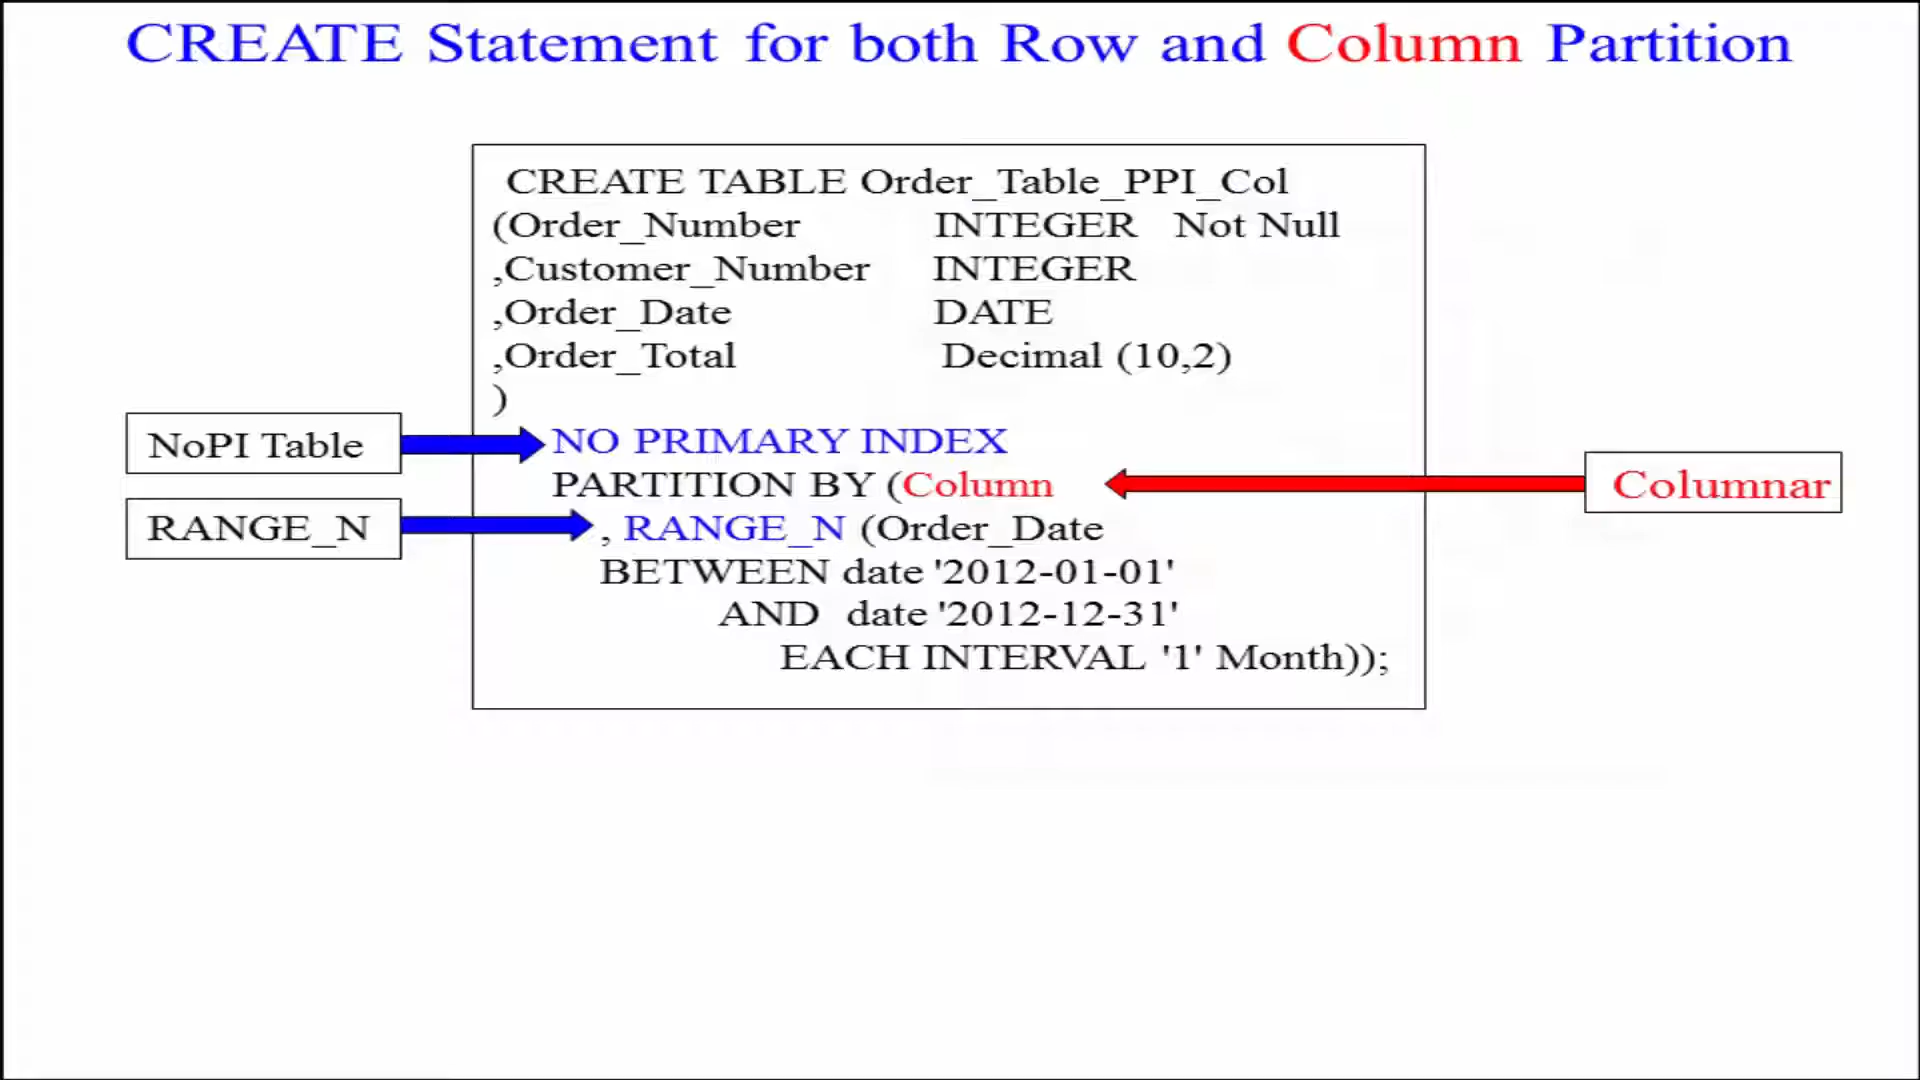 CREATE Statement for both Row and Column Partition
CREATE TABLE Order_Table_PPI_Col
(Order_Number INTEGER Not Null
,Customer_Number INTEGER
,Order_Date DATE
,Order_Total Decimal (10,2)
)
NoPI Table
NO PRIMARY INDEX
PARTITION BY (Column
Columnar
RANGE_N
, RANGE_N (Order_Date
BETWEEN date '2012-01-01'
AND date '2012-12-31'
EACH INTERVAL '1' Month));